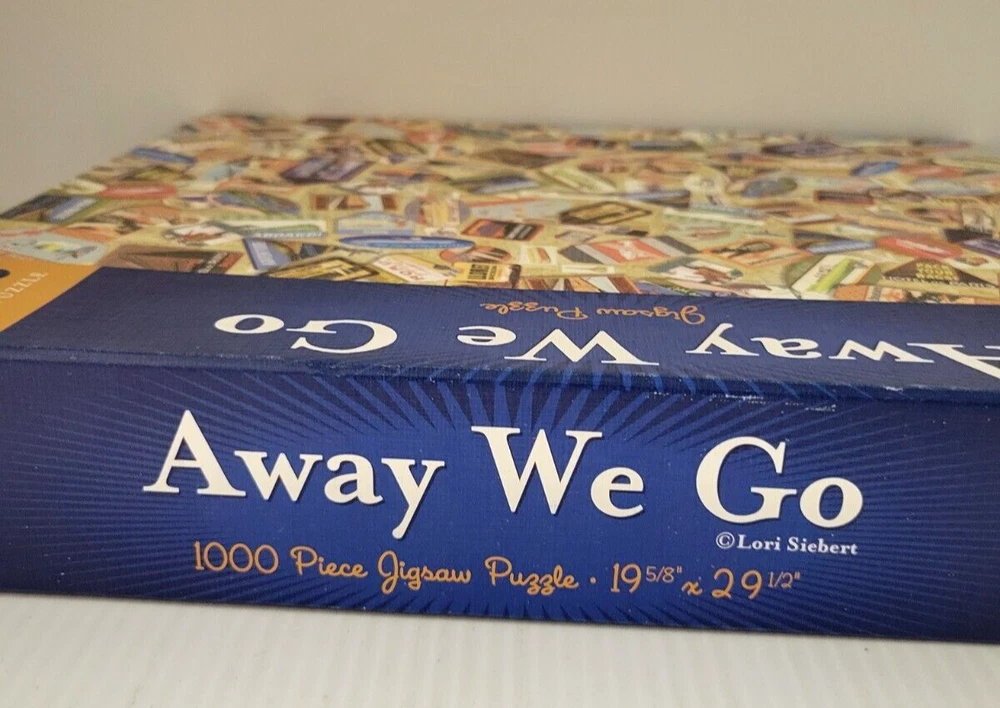 UZZLE
Jigsaw Puzzle
Away We Go
Away We Go
©Lori Siebert
1000 Piece Jigsaw Puzzle · 19 5/8" x 29 1/2"